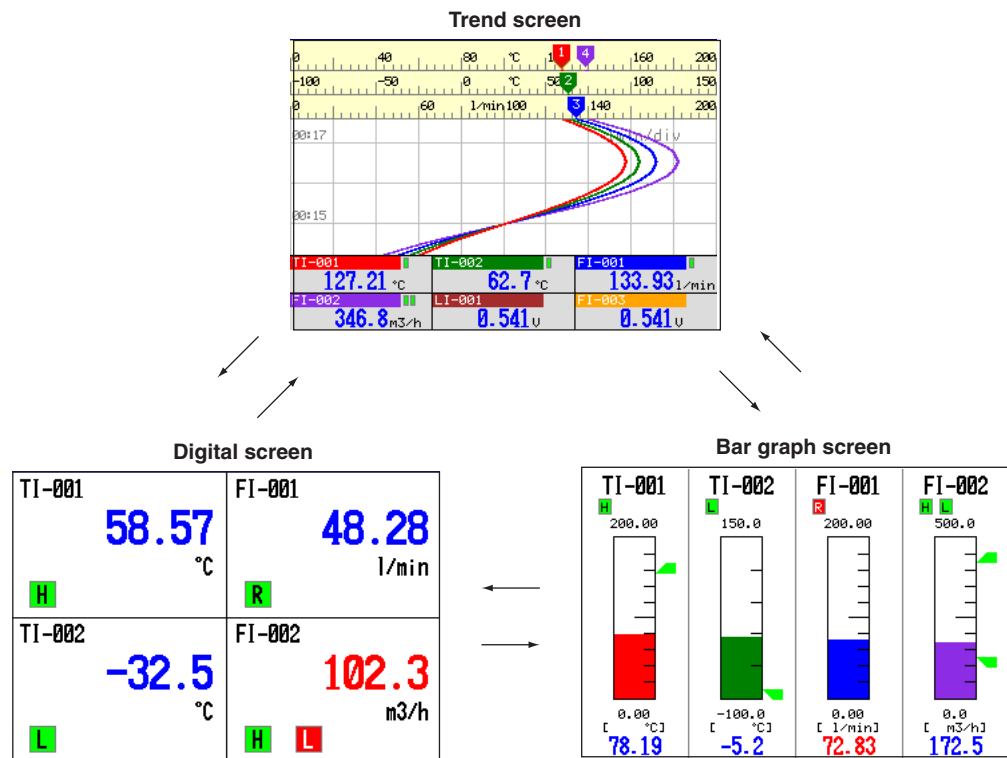 Trend screen
0 40 80 °C 160 200
1 4
-100 -50 0 °C 50 100 150
2
0 60 l/min 100 140 200
3
00:17 /div
00:15
TI-001 TI-002 FI-001
127.21 °C 62.7 °C 133.93 l/min
FI-002 LI-001 FI-003
346.8 m3/h 0.541 V 0.541 V
Digital screen
TI-001 FI-001
58.57 48.28
°C l/min
H R
TI-002 FI-002
-32.5 102.3
°C m3/h
L H L
Bar graph screen
TI-001 TI-002 FI-001 FI-002
H L R H L
200.00 150.0 200.00 500.0
0.00 -100.0 0.00 0.0
[ °C] [ °C] [ l/min] [ m3/h]
78.19 -5.2 72.83 172.5